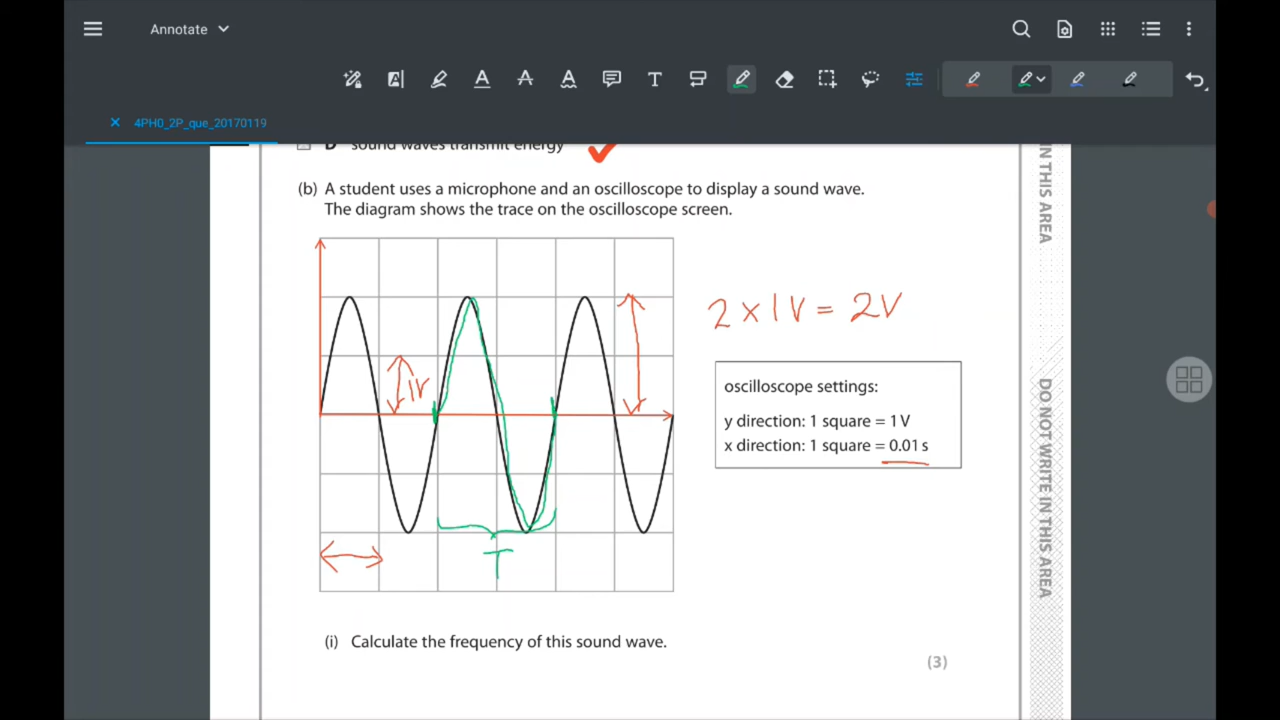 Annotate
4PH0_2P_que_20170119
D sound waves transmit energy
(b) A student uses a microphone and an oscilloscope to display a sound wave.
The diagram shows the trace on the oscilloscope screen.
2 × 1V = 2V
1V
oscilloscope settings:
y direction: 1 square = 1 V
x direction: 1 square = 0.01 s
T
(i) Calculate the frequency of this sound wave.
(3)
IN THIS AREA
DO NOT WRITE IN THIS AREA